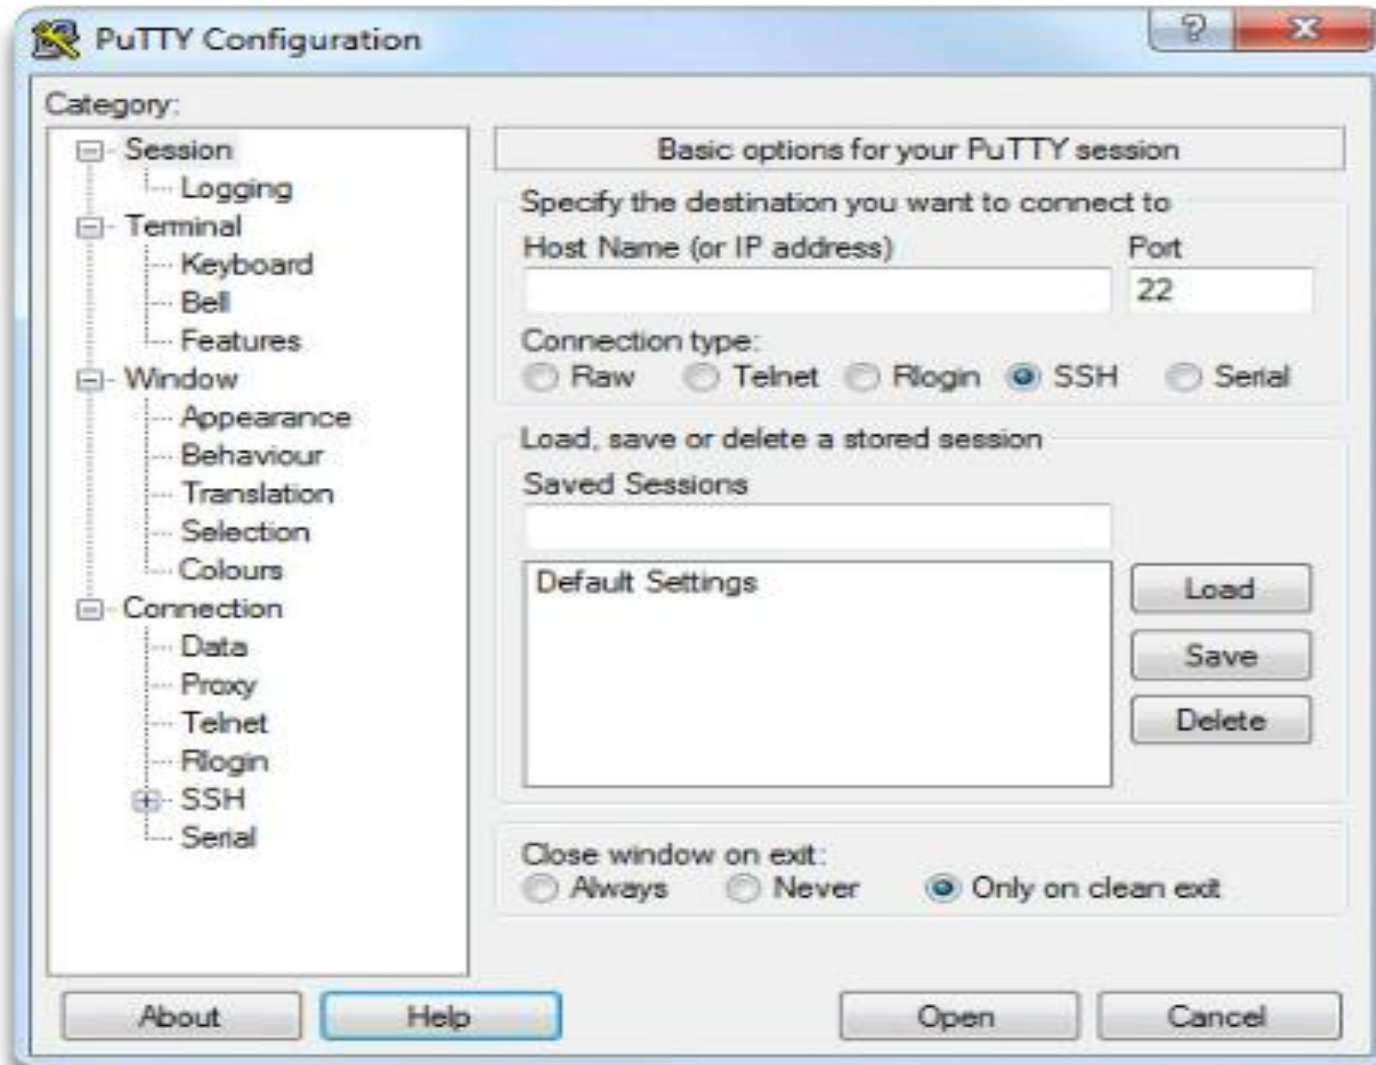 PuTTY Configuration
Category:
Session
Logging
Terminal
Keyboard
Bell
Features
Window
Appearance
Behaviour
Translation
Selection
Colours
Connection
Data
Proxy
Telnet
Rlogin
SSH
Serial
Basic options for your PuTTY session
Specify the destination you want to connect to
Host Name (or IP address) Port
22
Connection type:
Raw Telnet Rlogin SSH Serial
Load, save or delete a stored session
Saved Sessions
Default Settings
Load
Save
Delete
Close window on exit:
Always Never Only on clean exit
About Help Open Cancel